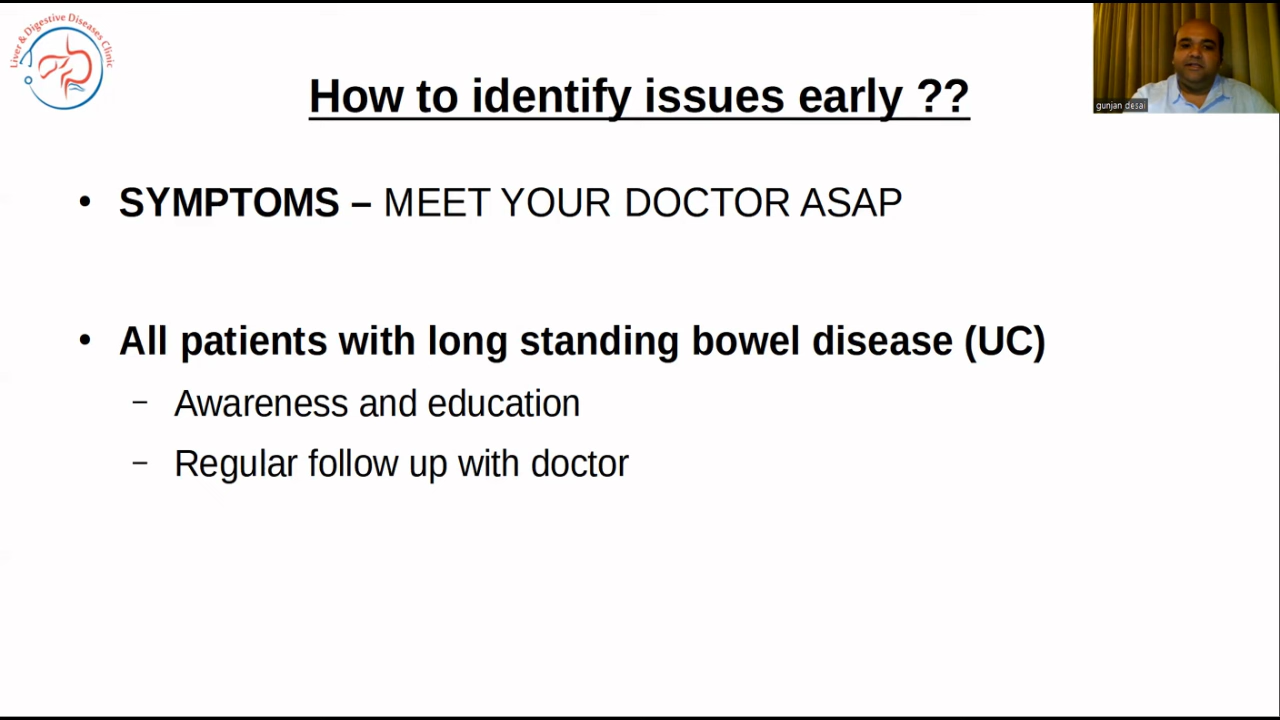 Liver & Digestive Diseases Clinic
How to identify issues early ??
gunjan desai
• SYMPTOMS – MEET YOUR DOCTOR ASAP
• All patients with long standing bowel disease (UC)
– Awareness and education
– Regular follow up with doctor